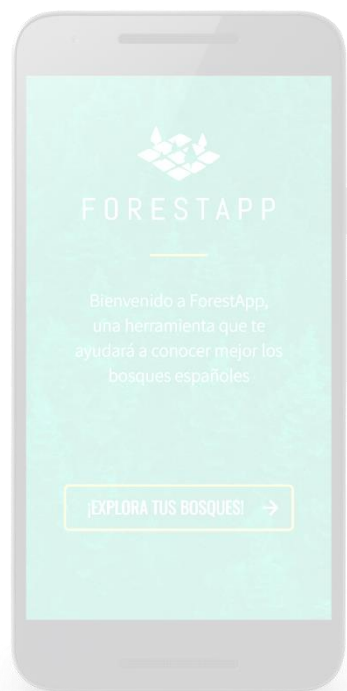 FORESTAPP
Bienvenido a ForestApp,
una herramienta que te
ayudará a conocer mejor los
bosques españoles
¡EXPLORA TUS BOSQUES! →